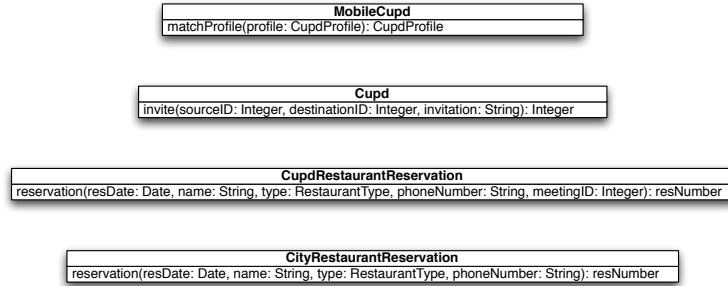 MobileCupd
matchProfile(profile: CupdProfile): CupdProfile
Cupd
invite(sourceID: Integer, destinationID: Integer, invitation: String): Integer
CupdRestaurantReservation
reservation(resDate: Date, name: String, type: RestaurantType, phoneNumber: String, meetingID: Integer): resNumber
CityRestaurantReservation
reservation(resDate: Date, name: String, type: RestaurantType, phoneNumber: String): resNumber